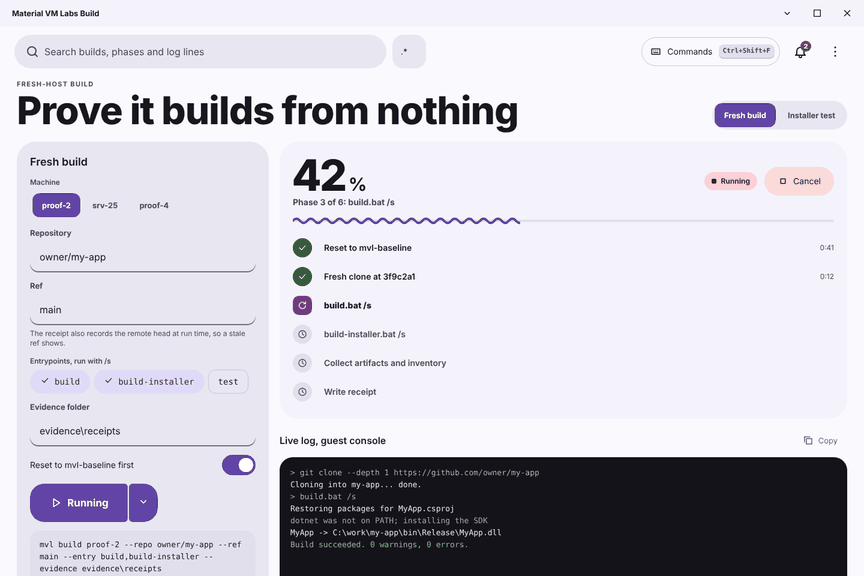 Material VM Labs Build
Search builds, phases and log lines
.*
Commands
Ctrl+Shift+F
2
FRESH-HOST BUILD
Prove it builds from nothing
Fresh build
Installer test
Fresh build
Machine
proof-2
srv-25
proof-4
Repository
owner/my-app
Ref
main
The receipt also records the remote head at run time, so a stale
ref shows.
Entrypoints, run with /s
build
build-installer
test
Evidence folder
evidence\receipts
Reset to mvl-baseline first
Running
mvl build proof-2 --repo owner/my-app --ref
main --entry build,build-installer --
evidence evidence\receipts
42%
Phase 3 of 6: build.bat /s
Running
Cancel
Reset to mvl-baseline
0:41
Fresh clone at 3f9c2a1
0:12
build.bat /s
build-installer.bat /s
Collect artifacts and inventory
Write receipt
Live log, guest console
Copy
> git clone --depth 1 https://github.com/owner/my-app
Cloning into my-app... done.
> build.bat /s
Restoring packages for MyApp.csproj
dotnet was not on PATH; installing the SDK
MyApp -> C:\work\my-app\bin\Release\MyApp.dll
Build succeeded. 0 warnings, 0 errors.